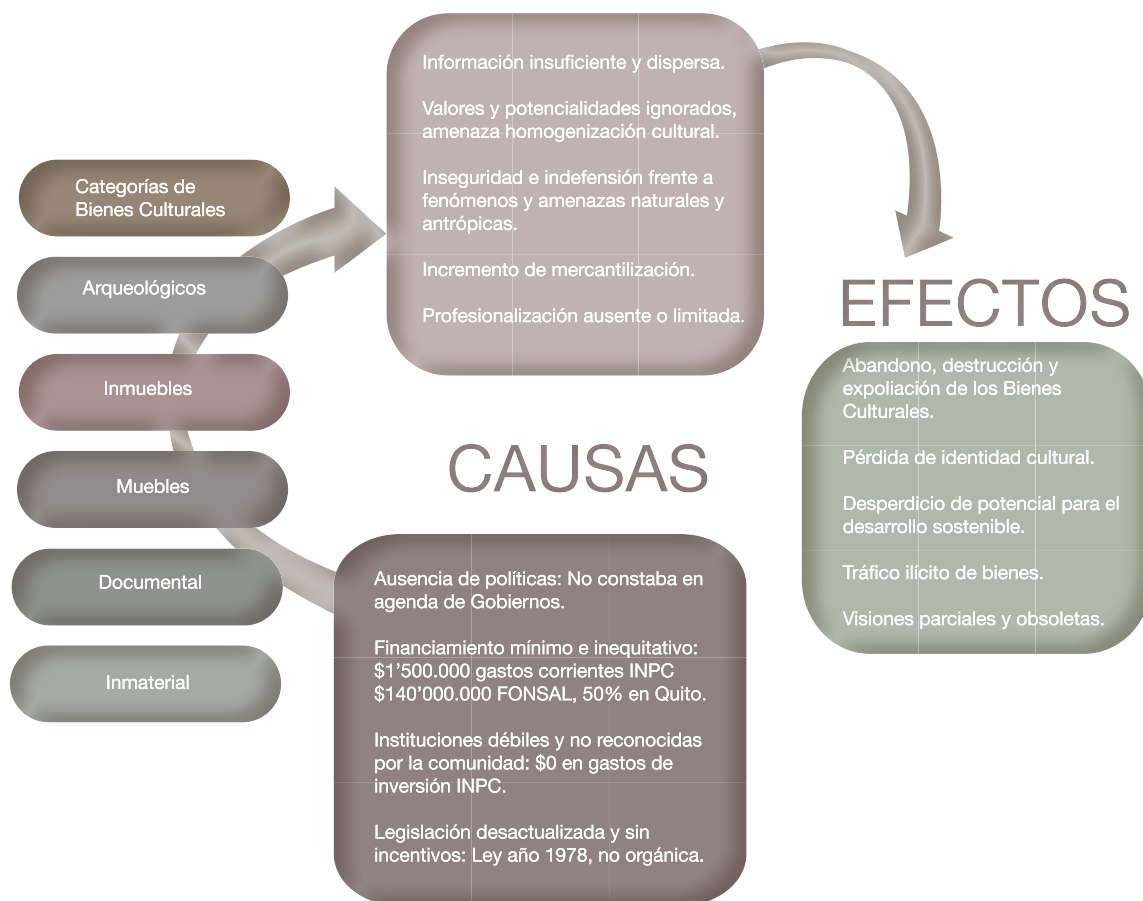 Categorías de
Bienes Culturales
Arqueológicos
Inmuebles
Muebles
Documental
Inmaterial
Información insuficiente y dispersa.
Valores y potencialidades ignorados,
amenaza homogenización cultural.
Inseguridad e indefensión frente a
fenómenos y amenazas naturales y
antrópicas.
Incremento de mercantilización.
Profesionalización ausente o limitada.
CAUSAS
Ausencia de políticas: No constaba en
agenda de Gobiernos.
Financiamiento mínimo e inequitativo:
$1’500.000 gastos corrientes INPC
$140’000.000 FONSAL, 50% en Quito.
Instituciones débiles y no reconocidas
por la comunidad: $0 en gastos de
inversión INPC.
Legislación desactualizada y sin
incentivos: Ley año 1978, no orgánica.
EFECTOS
Abandono, destrucción y
expoliación de los Bienes
Culturales.
Pérdida de identidad cultural.
Desperdicio de potencial para el
desarrollo sostenible.
Tráfico ilícito de bienes.
Visiones parciales y obsoletas.